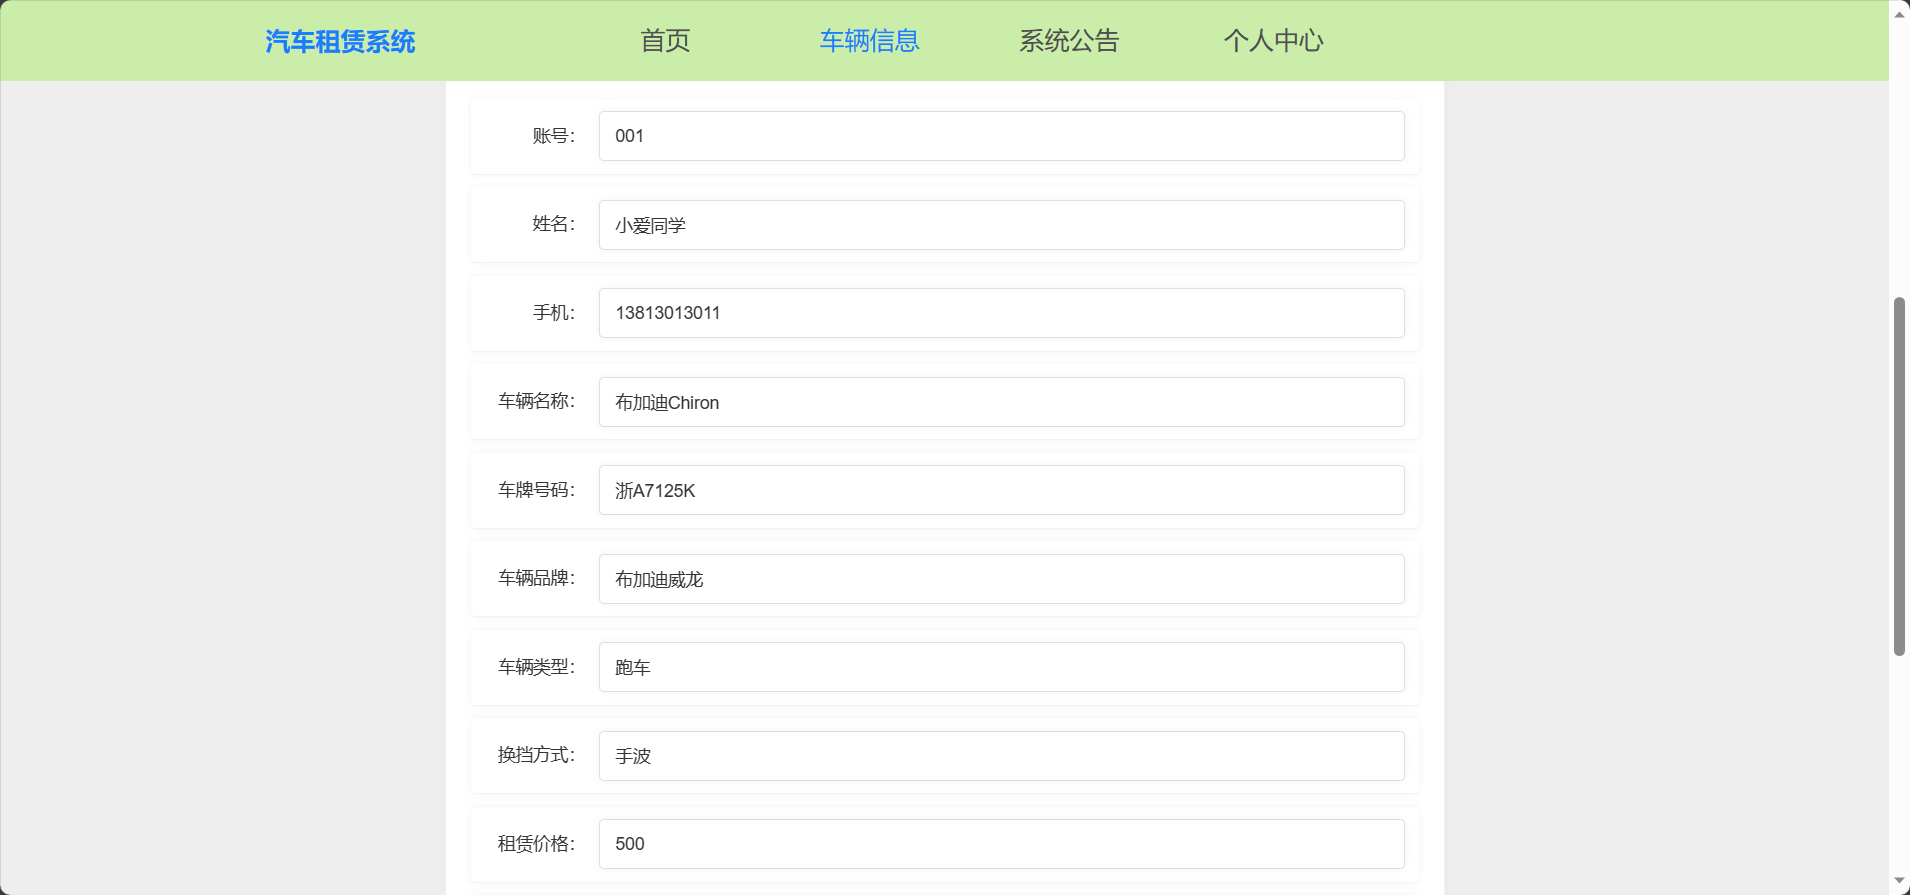 汽车租赁系统 首页 车辆信息 系统公告 个人中心
账号： 001
姓名： 小爱同学
手机： 13813013011
车辆名称： 布加迪Chiron
车牌号码： 浙A7125K
车辆品牌： 布加迪威龙
车辆类型： 跑车
换挡方式： 手波
租赁价格： 500